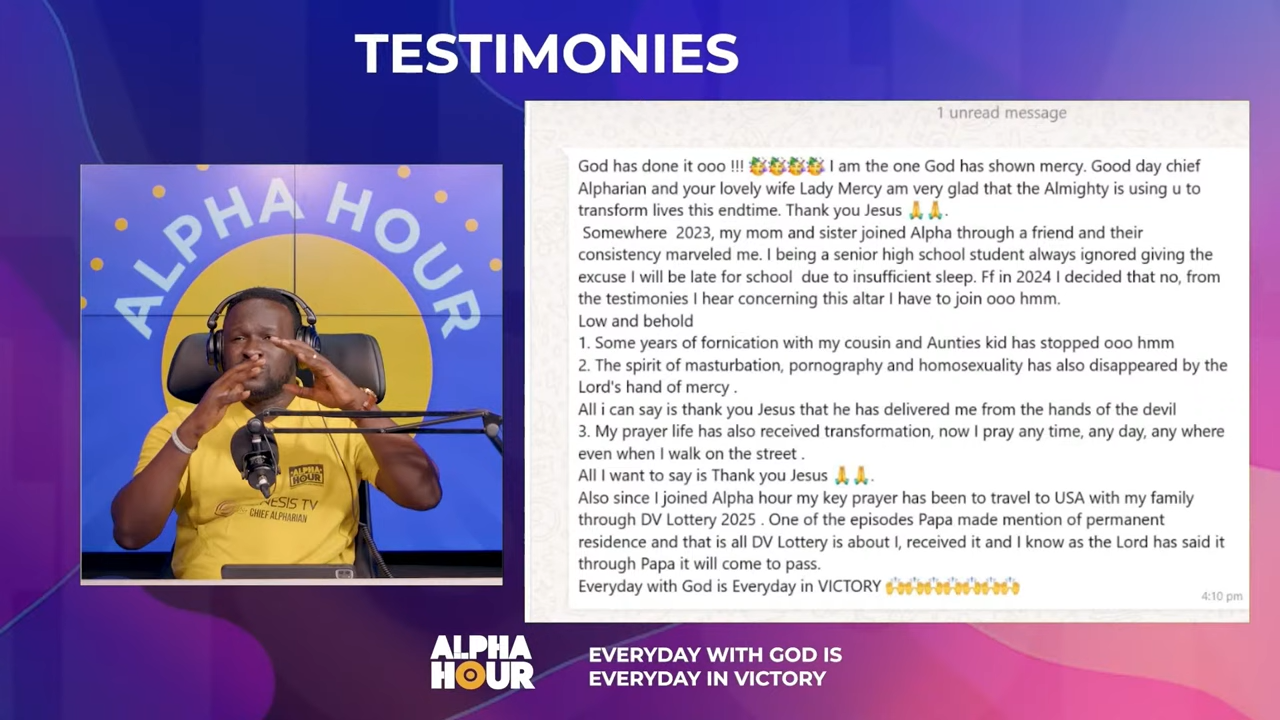 TESTIMONIES
ALPHA HOUR
ALPHA
HOUR
NESIS TV
CHIEF ALPHARIAN
1 unread message
God has done it ooo !!! 🥳🥳🥳🥳 I am the one God has shown mercy. Good day chief
Alpharian and your lovely wife Lady Mercy am very glad that the Almighty is using u to
transform lives this endtime. Thank you Jesus 🙏🙏.
Somewhere 2023, my mom and sister joined Alpha through a friend and their
consistency marveled me. I being a senior high school student always ignored giving the
excuse I will be late for school due to insufficient sleep. Ff in 2024 I decided that no, from
the testimonies I hear concerning this altar I have to join ooo hmm.
Low and behold
1. Some years of fornication with my cousin and Aunties kid has stopped ooo hmm
2. The spirit of masturbation, pornography and homosexuality has also disappeared by the
Lord's hand of mercy .
All i can say is thank you Jesus that he has delivered me from the hands of the devil
3. My prayer life has also received transformation, now I pray any time, any day, any where
even when I walk on the street .
All I want to say is Thank you Jesus 🙏🙏.
Also since I joined Alpha hour my key prayer has been to travel to USA with my family
through DV Lottery 2025 . One of the episodes Papa made mention of permanent
residence and that is all DV Lottery is about I, received it and I know as the Lord has said it
through Papa it will come to pass.
Everyday with God is Everyday in VICTORY 🙌🙌🙌🙌🙌🙌🙌
4:10 pm
ALPHA
HOUR
EVERYDAY WITH GOD IS
EVERYDAY IN VICTORY